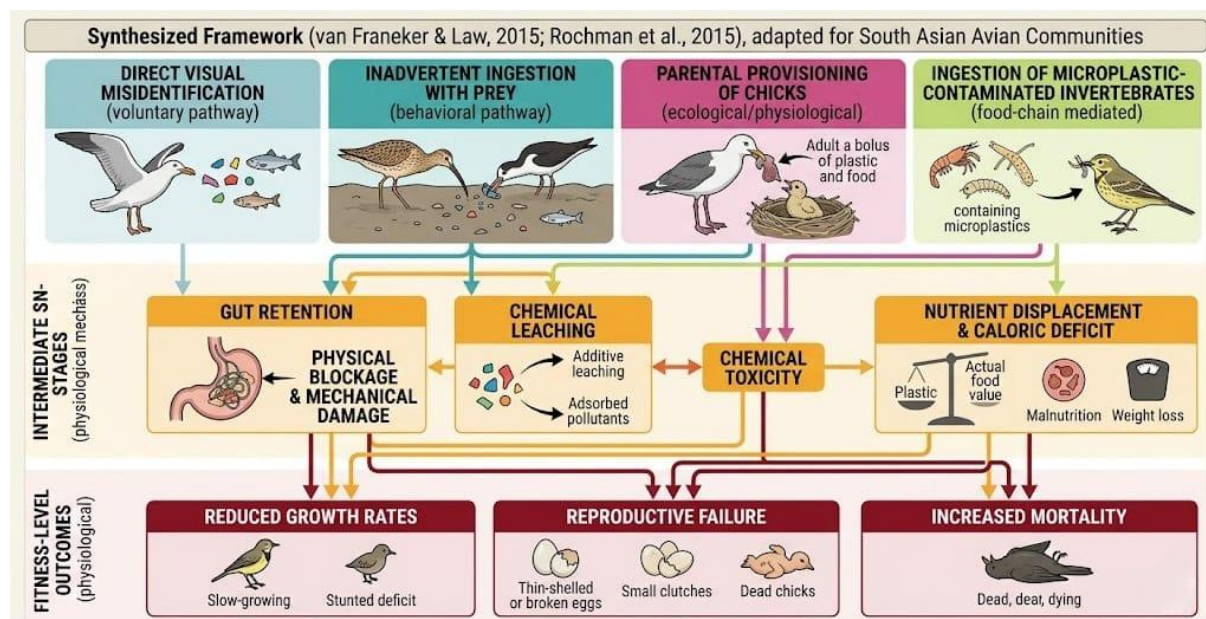 Synthesized Framework (van Franeker & Law, 2015; Rochman et al., 2015), adapted for South Asian Avian Communities
DIRECT VISUAL
MISIDENTIFICATION
(voluntary pathway)
INADVERTENT INGESTION
WITH PREY
(behavioral pathway)
PARENTAL PROVISIONING
OF CHICKS
(ecological/physiological)
Adult a bolus
of plastic
and food
INGESTION OF MICROPLASTIC-
CONTAMINATED INVERTEBRATES
(food-chain mediated)
containing
microplastics
INTERMEDIATE SN-
STAGES
(physiological mechäss)
GUT RETENTION
PHYSICAL
BLOCKAGE
& MECHANICAL
DAMAGE
CHEMICAL
LEACHING
Additive
leaching
Adsorbed
pollutants
CHEMICAL
TOXICITY
NUTRIENT DISPLACEMENT
& CALORIC DEFICIT
Plastic
Actual
food
value
Malnutrition
Weight loss
FITNESS-LEVEL
OUTCOMES
(physiological)
REDUCED GROWTH RATES
Slow-growing
Stunted deficit
REPRODUCTIVE FAILURE
Thin-shelled
or broken eggs
Small clutches
Dead chicks
INCREASED MORTALITY
Dead, dear, dying